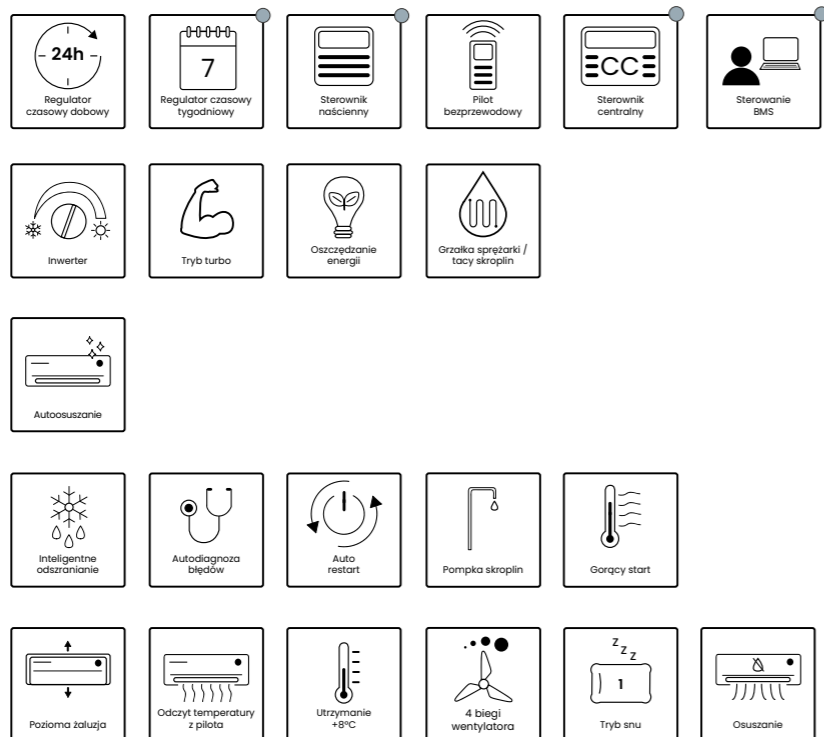 24h
Regulator
czasowy dobowy
7
Regulator czasowy
tygodniowy
Sterownik
naścienny
Pilot
bezprzewodowy
CC
Sterownik
centralny
Sterowanie
BMS
Inwerter
Tryb turbo
Oszczędzanie
energii
Grzałka sprężarki /
tacy skroplin
Autoosuszanie
Inteligentne
odszranianie
Autodiagnoza
błędów
Auto
restart
Pompka skroplin
Gorący start
Pozioma żaluzja
Odczyt temperatury
z pilota
Utrzymanie
+8°C
4 biegi
wentylatora
z z z
1
Tryb snu
Osuszanie